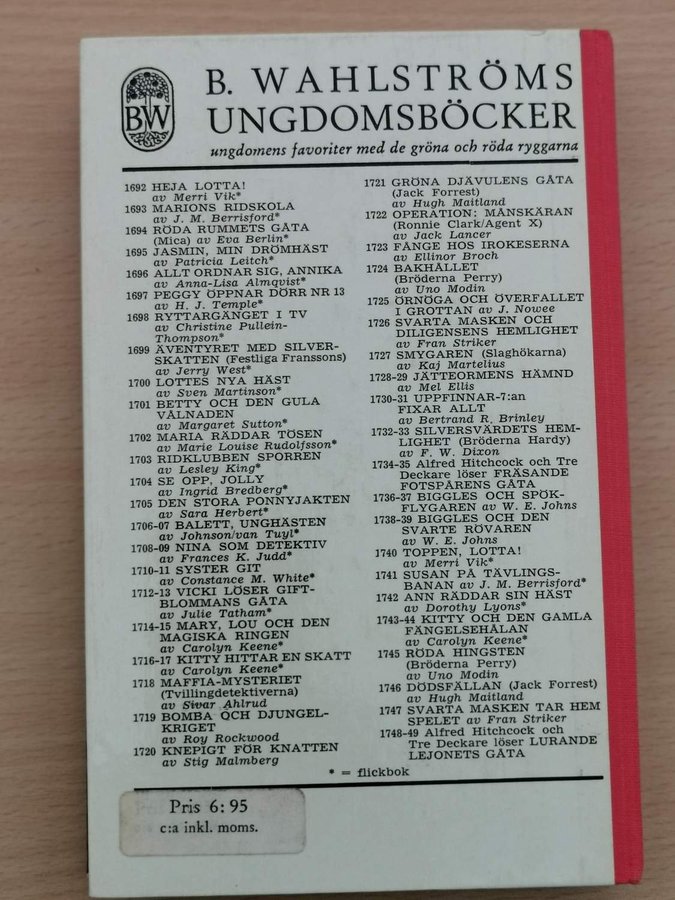 BW
B. WAHLSTRÖMS
UNGDOMSBÖCKER
ungdomens favoriter med de gröna och röda ryggarna
1692 HEJA LOTTA!
av Merri Vik*
1693 MARIONS RIDSKOLA
av J. M. Berrisford*
1694 RÖDA RUMMETS GÅTA
(Mica) av Eva Berlin*
1695 JASMIN, MIN DRÖMHÄST
av Patricia Leitch*
1696 ALLT ORDNAR SIG, ANNIKA
av Anna-Lisa Almqvist*
1697 PEGGY ÖPPNAR DÖRR NR 13
av H. J. Temple*
1698 RYTTARGÄNGET I TV
av Christine Pullein-
Thompson*
1699 ÄVENTYRET MED SILVER-
SKATTEN (Festliga Franssons)
av Jerry West*
1700 LOTTES NYA HÄST
av Sven Martinson*
1701 BETTY OCH DEN GULA
VÅLNADEN
av Margaret Sutton*
1702 MARIA RÄDDAR TÖSEN
av Marie Louise Rudolfsson*
1703 RIDKLUBBEN SPORREN
av Lesley King*
1704 SE OPP, JOLLY
av Ingrid Bredberg*
1705 DEN STORA PONNYJAKTEN
av Sara Herbert*
1706-07 BALETT, UNGHÄSTEN
av Johnson/van Tuyl*
1708-09 NINA SOM DETEKTIV
av Frances K. Judd*
1710-11 SYSTER GIT
av Constance M. White*
1712-13 VICKI LÖSER GIFT-
BLOMMANS GÅTA
av Julie Tatham*
1714-15 MARY, LOU OCH DEN
MAGISKA RINGEN
av Carolyn Keene*
1716-17 KITTY HITTAR EN SKATT
av Carolyn Keene*
1718 MAFFIA-MYSTERIET
(Tvillingdetektiverna)
av Sivar Ahlrud
1719 BOMBA OCH DJUNGEL-
KRIGET
av Roy Rockwood
1720 KNEPIGT FÖR KNATTEN
av Stig Malmberg
1721 GRÖNA DJÄVULENS GÅTA
(Jack Forrest)
av Hugh Maitland
1722 OPERATION: MÅNSKÄRAN
(Ronnie Clark/Agent X)
av Jack Lancer
1723 FÅNGE HOS IROKESERNA
av Ellinor Broch
1724 BAKHÅLLET
(Bröderna Perry)
av Uno Modin
1725 ÖRNÖGA OCH ÖVERFALLET
I GROTTAN av J. Nowee
1726 SVARTA MASKEN OCH
DILIGENSENS HEMLIGHET
av Fran Striker
1727 SMYGAREN (Slaghökarna)
av Kaj Martelius
1728-29 JÄTTEORMENS HÄMND
av Mel Ellis
1730-31 UPPFINNAR-7:an
FIXAR ALLT
av Bertrand R. Brinley
1732-33 SILVERSVÄRDETS HEM-
LIGHET (Bröderna Hardy)
av F. W. Dixon
1734-35 Alfred Hitchcock och Tre
Deckare löser FRÄSANDE
FOTSPÅRENS GÅTA
1736-37 BIGGLES OCH SPÖK-
FLYGAREN av W. E. Johns
1738-39 BIGGLES OCH DEN
SVARTE RÖVAREN
av W. E. Johns
1740 TOPPEN, LOTTA!
av Merri Vik*
1741 SUSAN PÅ TÄVLINGS-
BANAN av J. M. Berrisford*
1742 ANN RÄDDAR SIN HÄST
av Dorothy Lyons*
1743-44 KITTY OCH DEN GAMLA
FÄNGELSEHÅLAN
av Carolyn Keene*
1745 RÖDA HINGSTEN
(Bröderna Perry)
av Uno Modin
1746 DÖDSFÄLLAN (Jack Forrest)
av Hugh Maitland
1747 SVARTA MASKEN TAR HEM
SPELET av Fran Striker
1748-49 Alfred Hitchcock och
Tre Deckare löser LURANDE
LEJONETS GÅTA
* = flickbok
Pris 6: 95
c:a inkl. moms.